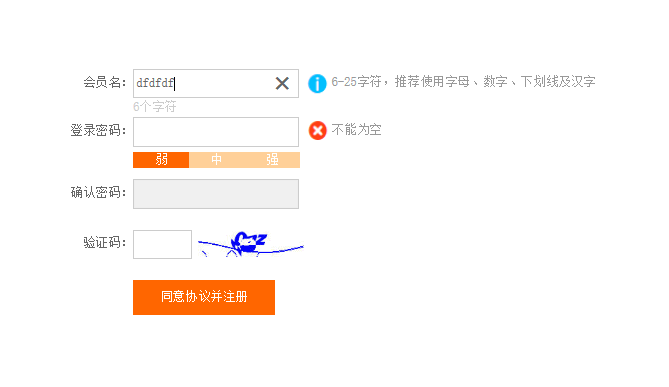 会员名: dfdfdf 6-25字符，推荐使用字母、数字、下划线及汉字
6个字符
登录密码: 不能为空
弱 中 强
确认密码:
验证码:
同意协议并注册